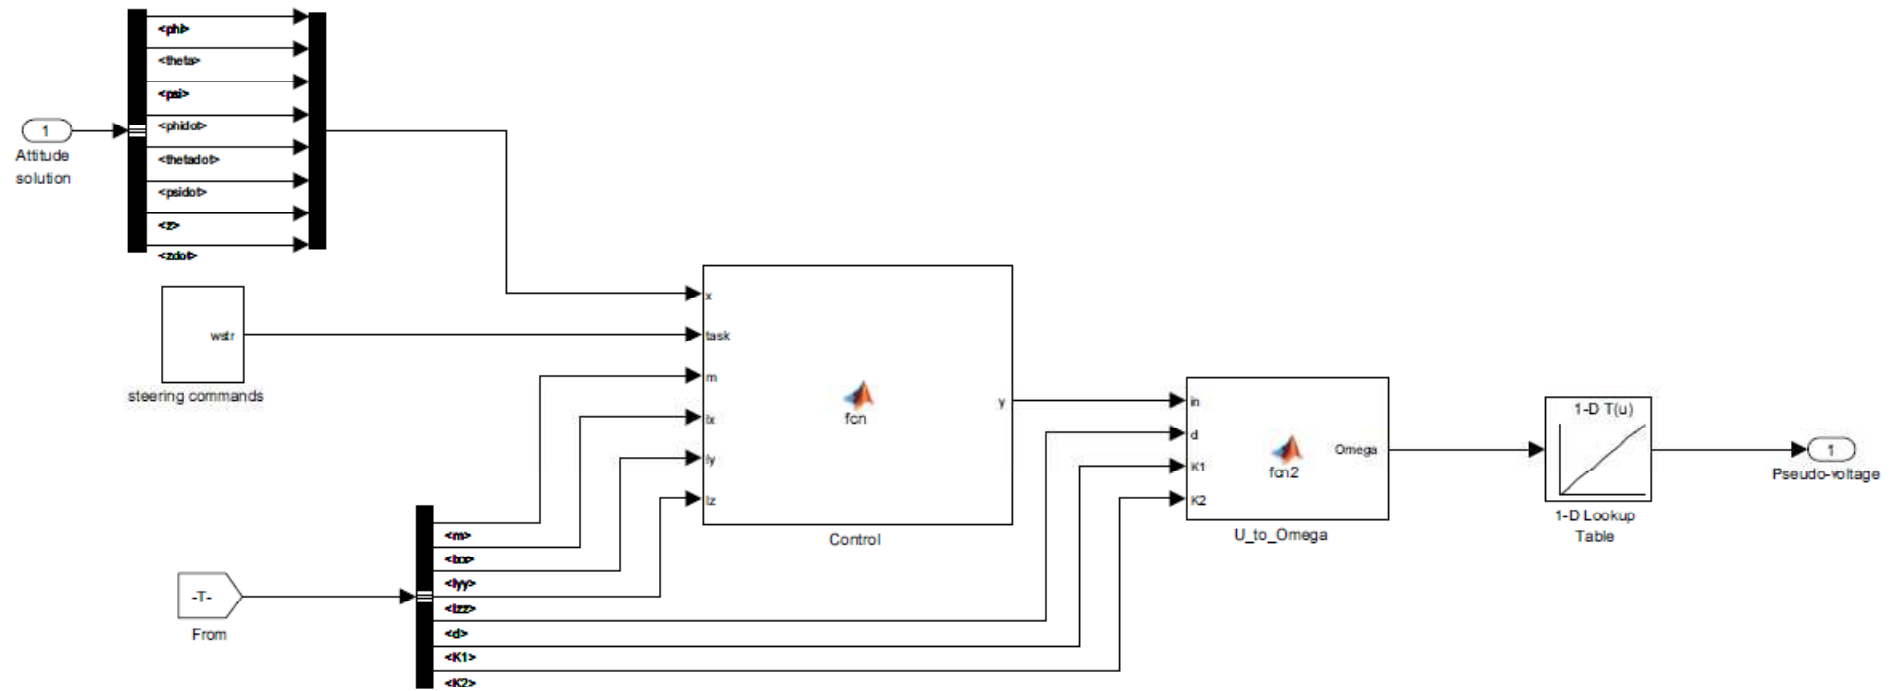 <phi>
<theta>
<psi>
1
<phidot>
Attitude
solution
<thetadot>
<psidot>
<z>
<zdot>
wstr
steering commands
x
task
m
Ix
Iy
Iz
fcn
y
Control
in
d
K1
K2
fcn2
Omega
U_to_Omega
1-D T(u)
1-D Lookup
Table
1
Pseudo-voltage
-T-
From
<m>
<Ixx>
<Iyy>
<Izz>
<d>
<K1>
<K2>